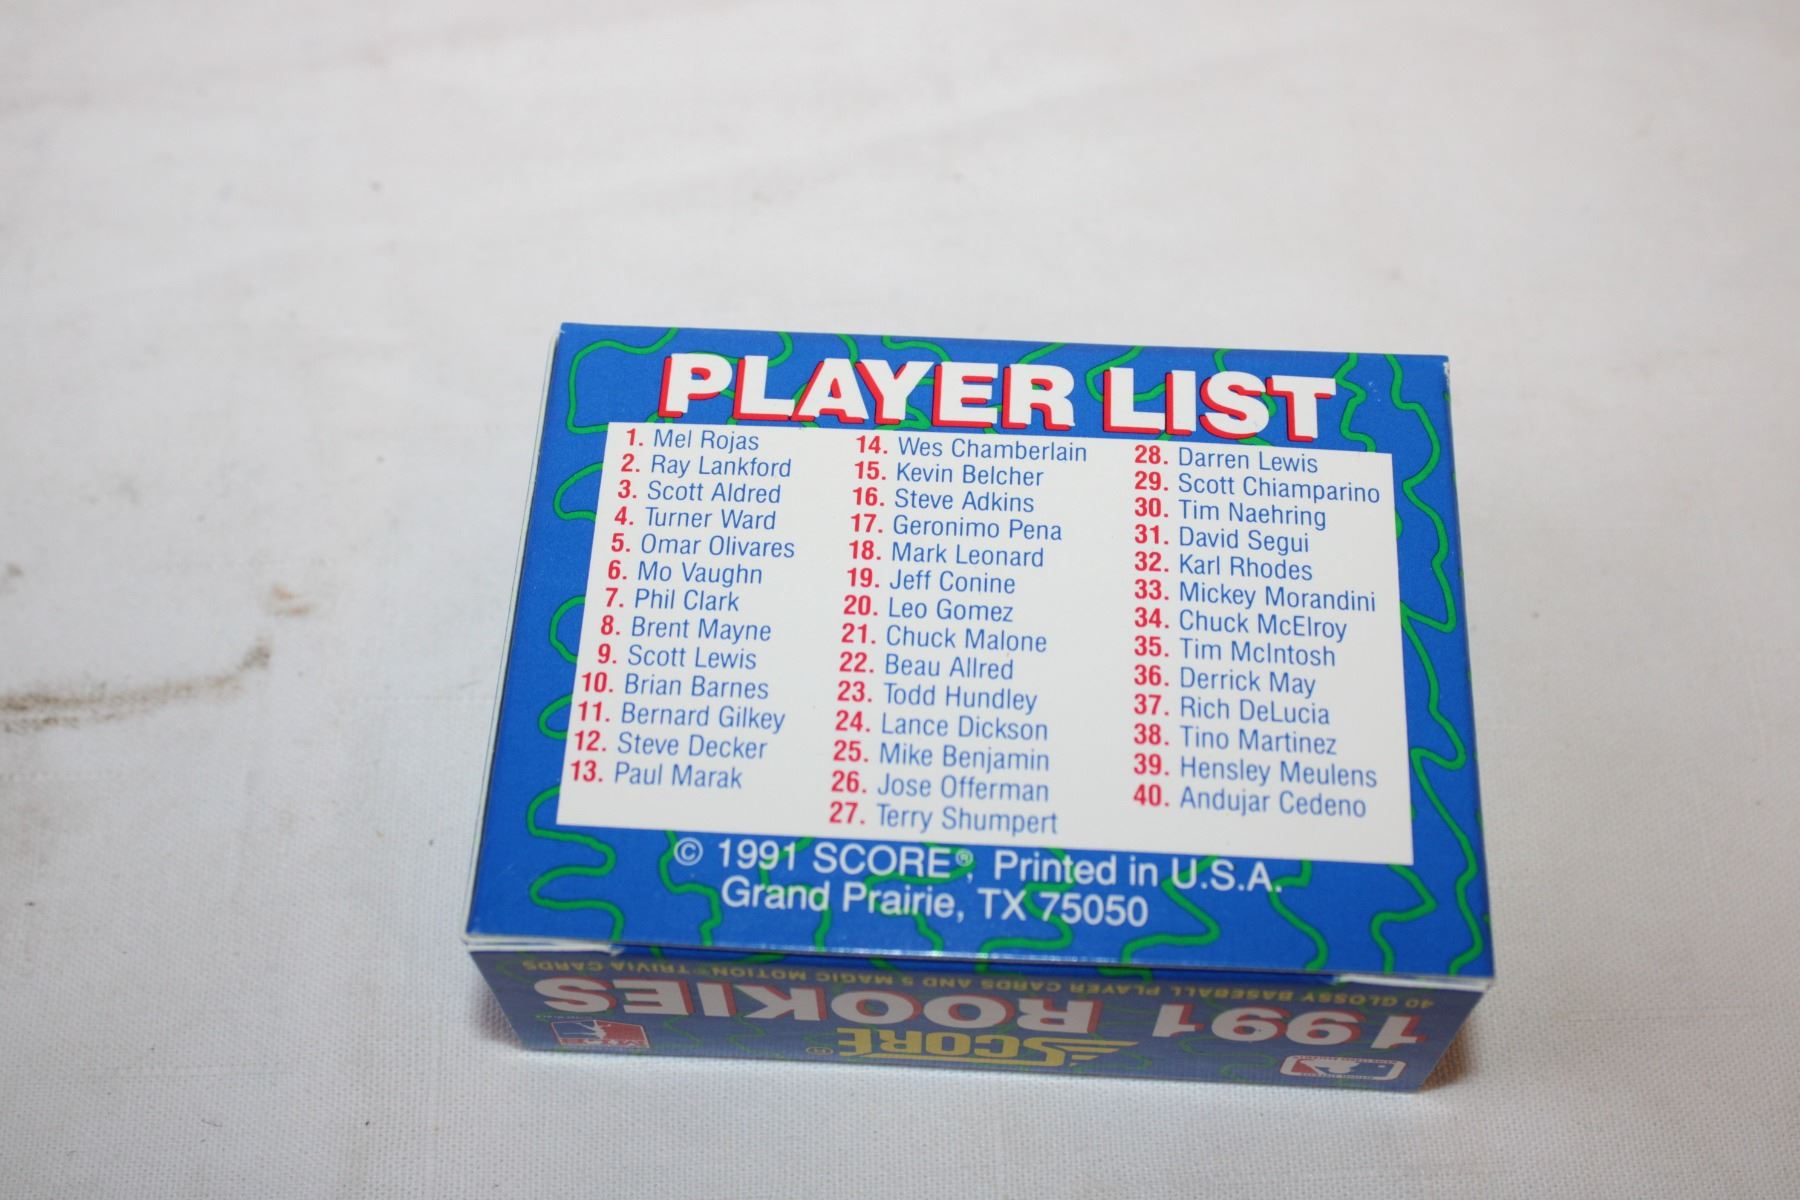 PLAYER LIST
1. Mel Rojas
2. Ray Lankford
3. Scott Aldred
4. Turner Ward
5. Omar Olivares
6. Mo Vaughn
7. Phil Clark
8. Brent Mayne
9. Scott Lewis
10. Brian Barnes
11. Bernard Gilkey
12. Steve Decker
13. Paul Marak
14. Wes Chamberlain
15. Kevin Belcher
16. Steve Adkins
17. Geronimo Pena
18. Mark Leonard
19. Jeff Conine
20. Leo Gomez
21. Chuck Malone
22. Beau Allred
23. Todd Hundley
24. Lance Dickson
25. Mike Benjamin
26. Jose Offerman
27. Terry Shumpert
28. Darren Lewis
29. Scott Chiamparino
30. Tim Naehring
31. David Segui
32. Karl Rhodes
33. Mickey Morandini
34. Chuck McElroy
35. Tim McIntosh
36. Derrick May
37. Rich DeLucia
38. Tino Martinez
39. Hensley Meulens
40. Andujar Cedeno
© 1991 SCORE®, Printed in U.S.A.
Grand Prairie, TX 75050
SCORE®
1991 ROOKIES
40 GLOSSY BASEBALL PLAYER CARDS AND 5 MAGIC MOTION® TRIVIA CARDS